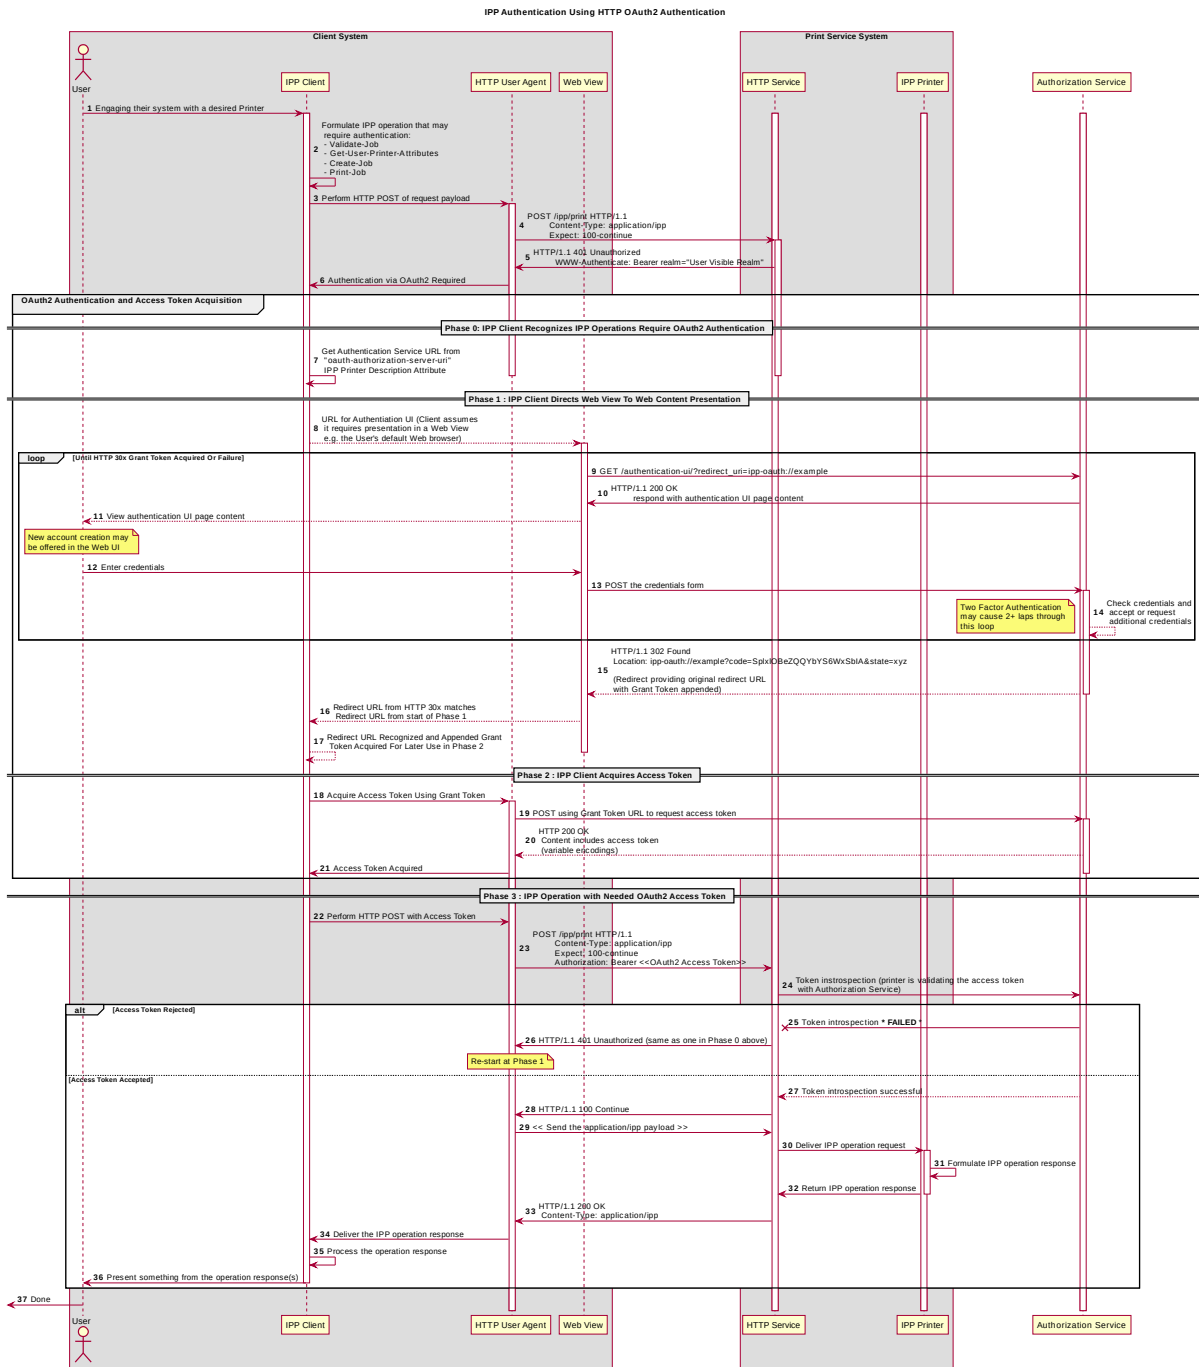 IPP Authentication Using HTTP OAuth2 Authentication
Client System
Print Service System
User
IPP Client
HTTP User Agent
Web View
HTTP Service
IPP Printer
Authorization Service
1 Engaging their system with a desired Printer
2 Formulate IPP operation that may
require authentication:
- Validate-Job
- Get-User-Printer-Attributes
- Create-Job
- Print-Job
3 Perform HTTP POST of request payload
4 POST /ipp/print HTTP/1.1
Content-Type: application/ipp
Expect: 100-continue
5 HTTP/1.1 401 Unauthorized
WWW-Authenticate: Bearer realm="User Visible Realm"
6 Authentication via OAuth2 Required
OAuth2 Authentication and Access Token Acquisition
Phase 0: IPP Client Recognizes IPP Operations Require OAuth2 Authentication
7 Get Authentication Service URL from
"oauth-authorization-server-uri"
IPP Printer Description Attribute
Phase 1 : IPP Client Directs Web View To Web Content Presentation
8 URL for Authentiation UI (Client assumes
it requires presentation in a Web View
e.g. the User's default Web browser)
loop
[Until HTTP 30x Grant Token Acquired Or Failure]
9 GET /authentication-ui/?redirect_uri=ipp-oauth://example
10 HTTP/1.1 200 OK
respond with authentication UI page content
11 View authentication UI page content
New account creation may
be offered in the Web UI
12 Enter credentials
13 POST the credentials form
Two Factor Authentication
may cause 2+ laps through
this loop
14 Check credentials and
accept or request
additional credentials
15 HTTP/1.1 302 Found
Location: ipp-oauth://example?code=SplxlOBeZQQYbYS6WxSbIA&state=xyz
(Redirect providing original redirect URL
with Grant Token appended)
16 Redirect URL from HTTP 30x matches
Redirect URL from start of Phase 1
17 Redirect URL Recognized and Appended Grant
Token Acquired For Later Use in Phase 2
Phase 2 : IPP Client Acquires Access Token
18 Acquire Access Token Using Grant Token
19 POST using Grant Token URL to request access token
20 HTTP 200 OK
Content includes access token
(variable encodings)
21 Access Token Acquired
Phase 3 : IPP Operation with Needed OAuth2 Access Token
22 Perform HTTP POST with Access Token
23 POST /ipp/print HTTP/1.1
Content-Type: application/ipp
Expect: 100-continue
Authorization: Bearer <<OAuth2 Access Token>>
24 Token instrospection (printer is validating the access token
with Authorization Service)
alt
[Access Token Rejected]
25 Token introspection * FAILED *
26 HTTP/1.1 401 Unauthorized (same as one in Phase 0 above)
Re-start at Phase 1
[Access Token Accepted]
27 Token introspection successful
28 HTTP/1.1 100 Continue
29 << Send the application/ipp payload >>
30 Deliver IPP operation request
31 Formulate IPP operation response
32 Return IPP operation response
33 HTTP/1.1 200 OK
Content-Type: application/ipp
34 Deliver the IPP operation response
35 Process the operation response
36 Present something from the operation response(s)
37 Done
User
IPP Client
HTTP User Agent
Web View
HTTP Service
IPP Printer
Authorization Service